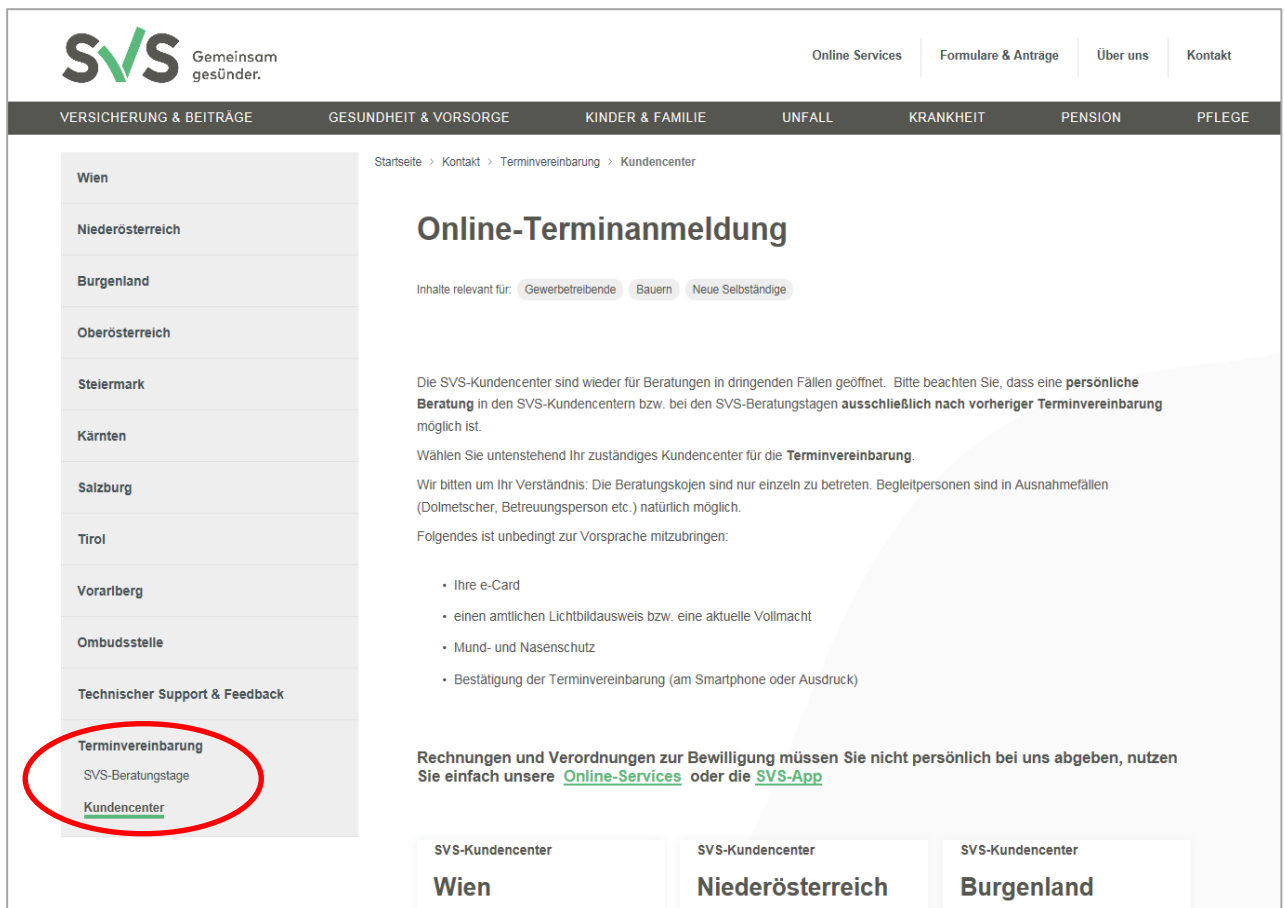 SVS Gemeinsam
gesünder.
Online Services
Formulare & Anträge
Über uns
Kontakt
VERSICHERUNG & BEITRÄGE
GESUNDHEIT & VORSORGE
KINDER & FAMILIE
UNFALL
KRANKHEIT
PENSION
PFLEGE
Wien
Niederösterreich
Burgenland
Oberösterreich
Steiermark
Kärnten
Salzburg
Tirol
Vorarlberg
Ombudsstelle
Technischer Support & Feedback
Terminvereinbarung
SVS-Beratungstage
Kundencenter
Startseite > Kontakt > Terminvereinbarung > Kundencenter
Online-Terminanmeldung
Inhalte relevant für: Gewerbetreibende Bauern Neue Selbständige
Die SVS-Kundencenter sind wieder für Beratungen in dringenden Fällen geöffnet. Bitte beachten Sie, dass eine persönliche
Beratung in den SVS-Kundencentern bzw. bei den SVS-Beratungstagen ausschließlich nach vorheriger Terminvereinbarung
möglich ist.
Wählen Sie untenstehend Ihr zuständiges Kundencenter für die Terminvereinbarung.
Wir bitten um Ihr Verständnis: Die Beratungskojen sind nur einzeln zu betreten. Begleitpersonen sind in Ausnahmefällen
(Dolmetscher, Betreuungsperson etc.) natürlich möglich.
Folgendes ist unbedingt zur Vorsprache mitzubringen:
• Ihre e-Card
• einen amtlichen Lichtbildausweis bzw. eine aktuelle Vollmacht
• Mund- und Nasenschutz
• Bestätigung der Terminvereinbarung (am Smartphone oder Ausdruck)
Rechnungen und Verordnungen zur Bewilligung müssen Sie nicht persönlich bei uns abgeben, nutzen
Sie einfach unsere Online-Services oder die SVS-App
SVS-Kundencenter
Wien
SVS-Kundencenter
Niederösterreich
SVS-Kundencenter
Burgenland